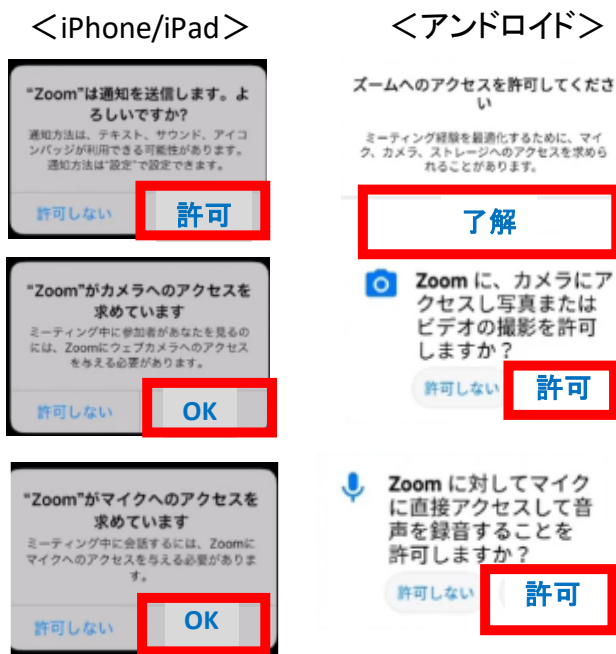 ＜iPhone/iPad＞
“Zoom”は通知を送信します。よ
ろしいですか?
通知方法は、テキスト、サウンド、アイコ
ンバッジが利用できる可能性があります。
通知方法は“設定”で設定できます。
許可しない
許可
“Zoom”がカメラへのアクセスを
求めています
ミーティング中に参加者があなたを見るの
には、Zoomにウェブカメラへのアクセス
を与える必要があります。
許可しない
OK
“Zoom”がマイクへのアクセスを
求めています
ミーティング中に会話するには、Zoomに
マイクへのアクセスを与える必要がありま
す。
許可しない
OK
＜アンドロイド＞
ズームへのアクセスを許可してくださ
い
ミーティング経験を最適化するために、マイ
ク、カメラ、ストレージへのアクセスを求めら
れることがあります。
了解
Zoom に、カメラにア
クセスし写真または
ビデオの撮影を許可
しますか？
許可しない
許可
Zoom に対してマイク
に直接アクセスして音
声を録音することを
許可しますか？
許可しない
許可